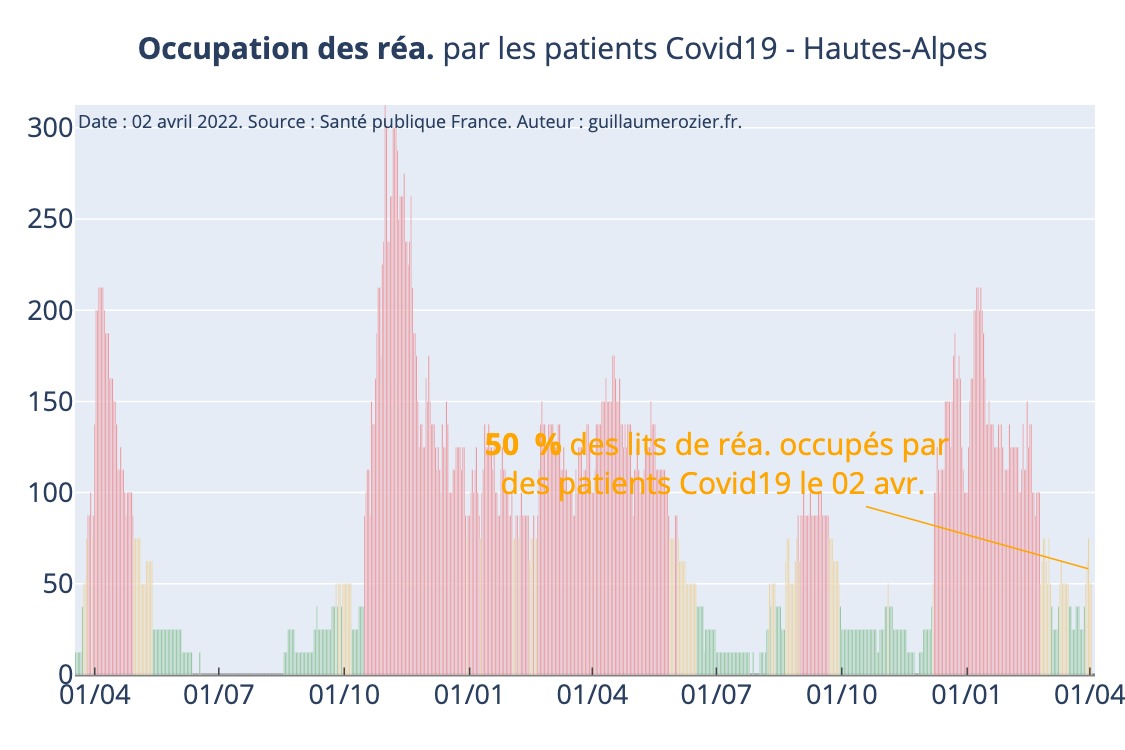 Occupation des réa. par les patients Covid19 - Hautes-Alpes
300
Date : 02 avril 2022. Source : Santé publique France. Auteur : guillaumerozier.fr.
250
200
150
50  % des lits de réa. occupés par
des patients Covid19 le 02 avr.
100
50
0
01/04 01/07 01/10 01/01 01/04 01/07 01/10 01/01 01/04